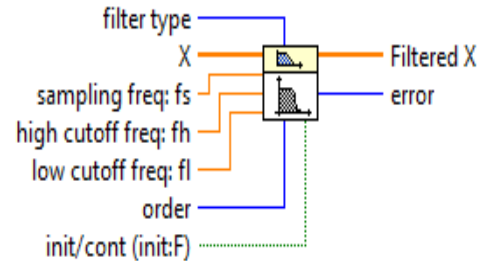 filter type
X
Filtered X
sampling freq: fs
error
high cutoff freq: fh
low cutoff freq: fl
order
init/cont (init:F)